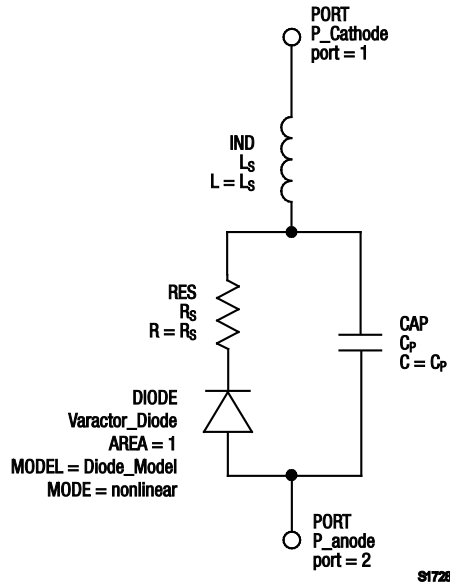 PORT
P_Cathode
port = 1
IND
LS
L = LS
RES
RS
R = RS
CAP
CP
C = CP
DIODE
Varactor_Diode
AREA = 1
MODEL = Diode_Model
MODE = nonlinear
PORT
P_anode
port = 2
S1728